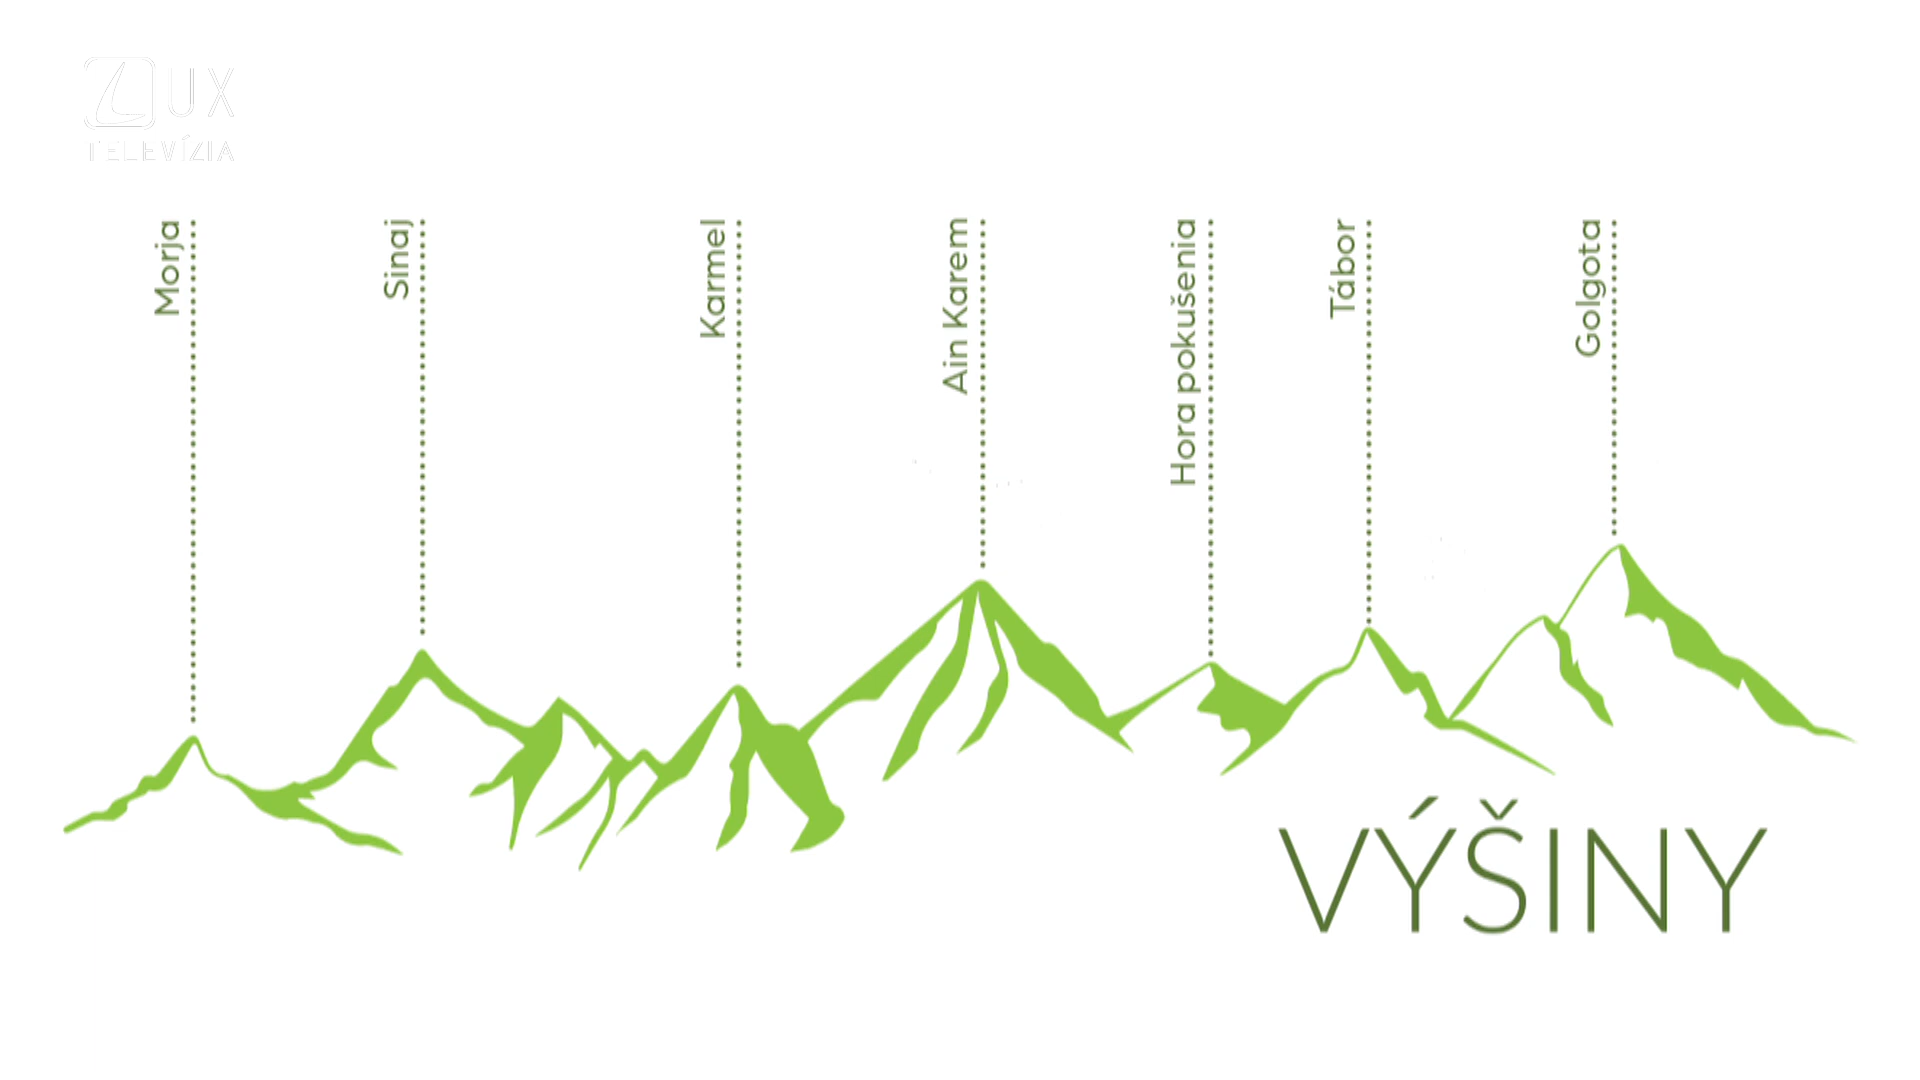 LUX
TELEVÍZIA
Morja
Sinaj
Karmel
Ain Karem
Hora pokušenia
Tábor
Golgota
VÝŠINY